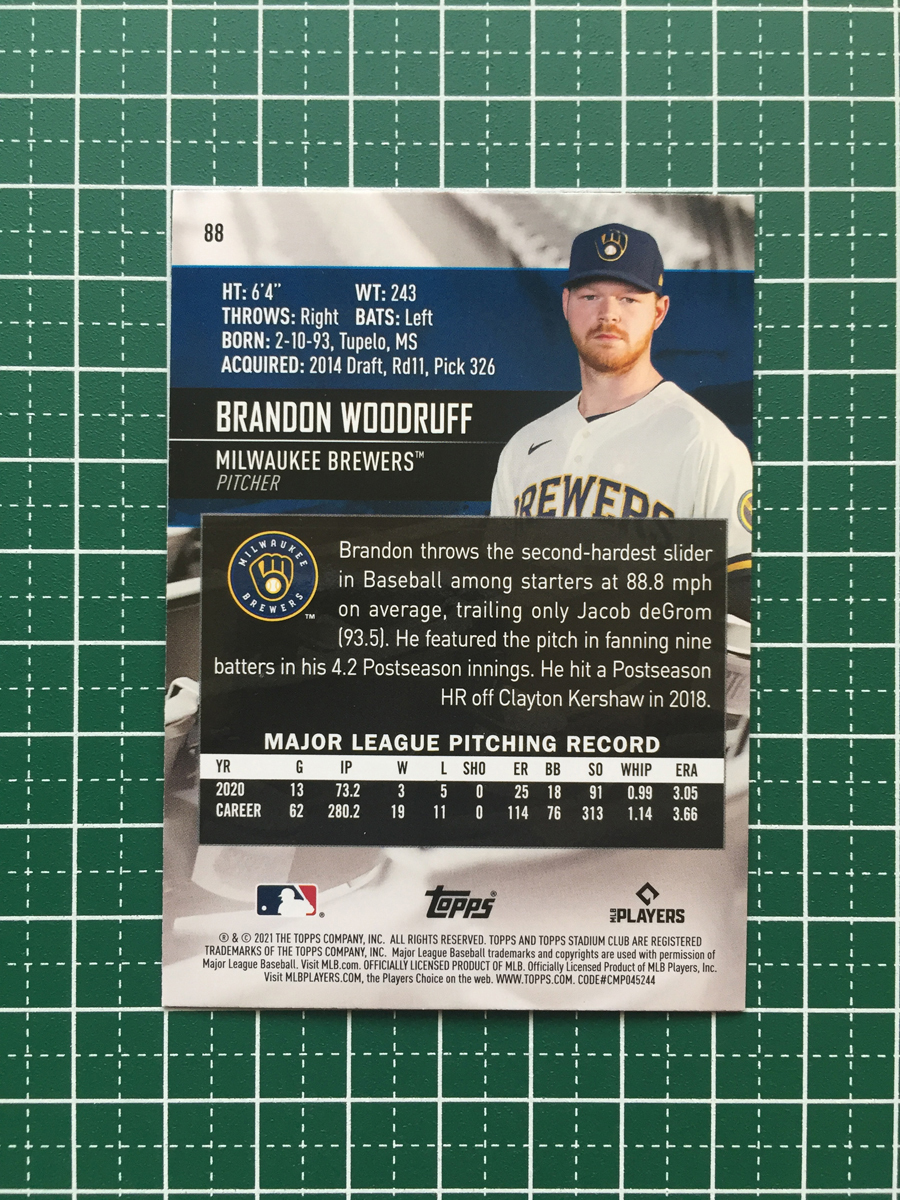 88
HT: 6'4" WT: 243
THROWS: Right BATS: Left
BORN: 2-10-93, Tupelo, MS
ACQUIRED: 2014 Draft, Rd11, Pick 326
BRANDON WOODRUFF
MILWAUKEE BREWERS™
PITCHER
BREWERS
MILWAUKEE
BREWERS
™
Brandon throws the second-hardest slider
in Baseball among starters at 88.8 mph
on average, trailing only Jacob deGrom
(93.5). He featured the pitch in fanning nine
batters in his 4.2 Postseason innings. He hit a Postseason
HR off Clayton Kershaw in 2018.
MAJOR LEAGUE PITCHING RECORD
YR G IP W L SHO ER BB SO WHIP ERA
2020 13 73.2 3 5 0 25 18 91 0.99 3.05
CAREER 62 280.2 19 11 0 114 76 313 1.14 3.66
®
topps®
MLB PLAYERS
® & © 2021 THE TOPPS COMPANY, INC. ALL RIGHTS RESERVED. TOPPS AND TOPPS STADIUM CLUB ARE REGISTERED
TRADEMARKS OF THE TOPPS COMPANY, INC. Major League Baseball trademarks and copyrights are used with permission of
Major League Baseball. Visit MLB.com. OFFICIALLY LICENSED PRODUCT OF MLB. Officially Licensed Product of MLB Players, Inc.
Visit MLBPLAYERS.COM, the Players Choice on the web. WWW.TOPPS.COM. CODE#CMP045244